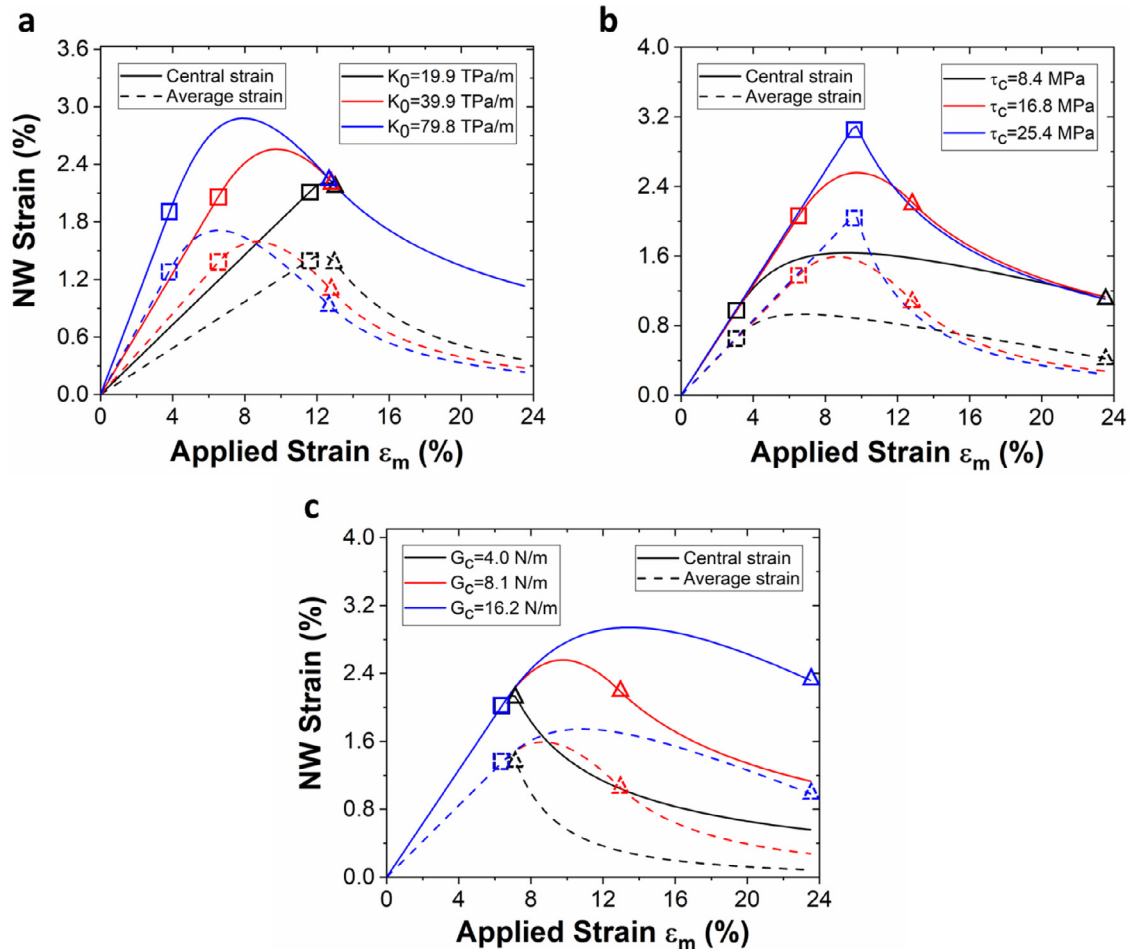 a
NW Strain (%)
3.6
3.0
2.4
1.8
1.2
0.6
0.0
Central strain
Average strain
K0=19.9 TPa/m
K0=39.9 TPa/m
K0=79.8 TPa/m
0 4 8 12 16 20 24
Applied Strain εm (%)
b
4.0
3.2
2.4
1.6
0.8
0.0
Central strain
Average strain
τc=8.4 MPa
τc=16.8 MPa
τc=25.4 MPa
0 4 8 12 16 20 24
Applied Strain εm (%)
c
NW Strain (%)
4.0
3.2
2.4
1.6
0.8
0.0
Gc=4.0 N/m
Gc=8.1 N/m
Gc=16.2 N/m
Central strain
Average strain
0 4 8 12 16 20 24
Applied Strain εm (%)